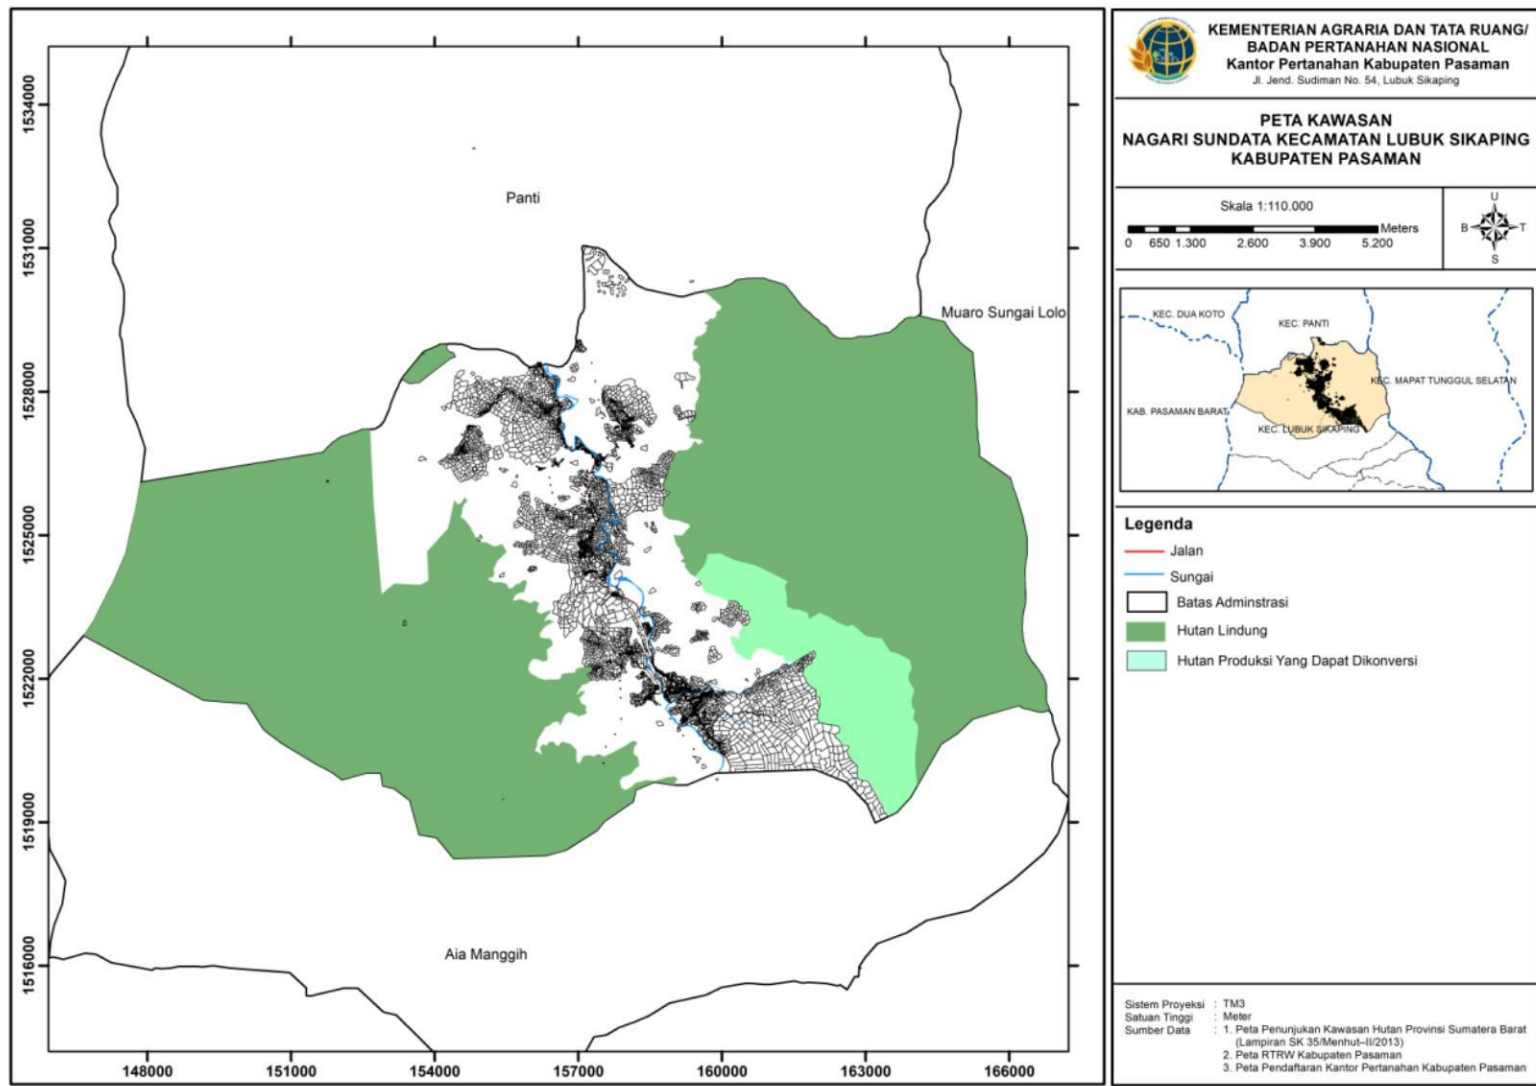 KEMENTERIAN AGRARIA DAN TATA RUANG/
BADAN PERTANAHAN NASIONAL
Kantor Pertanahan Kabupaten Pasaman
Jl. Jend. Sudiman No. 54, Lubuk Sikaping
PETA KAWASAN
NAGARI SUNDATA KECAMATAN LUBUK SIKAPING
KABUPATEN PASAMAN
Skala 1:110.000
Meters
0 650 1.300 2.600 3.900 5.200
U
B T
S
KEC. DUA KOTO
KEC. PANTI
KEC. MAPAT TUNGGUL SELATAN
KAB. PASAMAN BARAT
KEC. LUBUK SIKAPING
Legenda
Jalan
Sungai
Batas Adminstrasi
Hutan Lindung
Hutan Produksi Yang Dapat Dikonversi
Sistem Proyeksi : TM3
Satuan Tinggi : Meter
Sumber Data : 1. Peta Penunjukan Kawasan Hutan Provinsi Sumatera Barat
(Lampiran SK 35/Menhut–II/2013)
2. Peta RTRW Kabupaten Pasaman
3. Peta Pendaftaran Kantor Pertanahan Kabupaten Pasaman
Panti
Muaro Sungai Lolo
Aia Manggih
1534000
1531000
1528000
1525000
1522000
1519000
1516000
148000 151000 154000 157000 160000 163000 166000